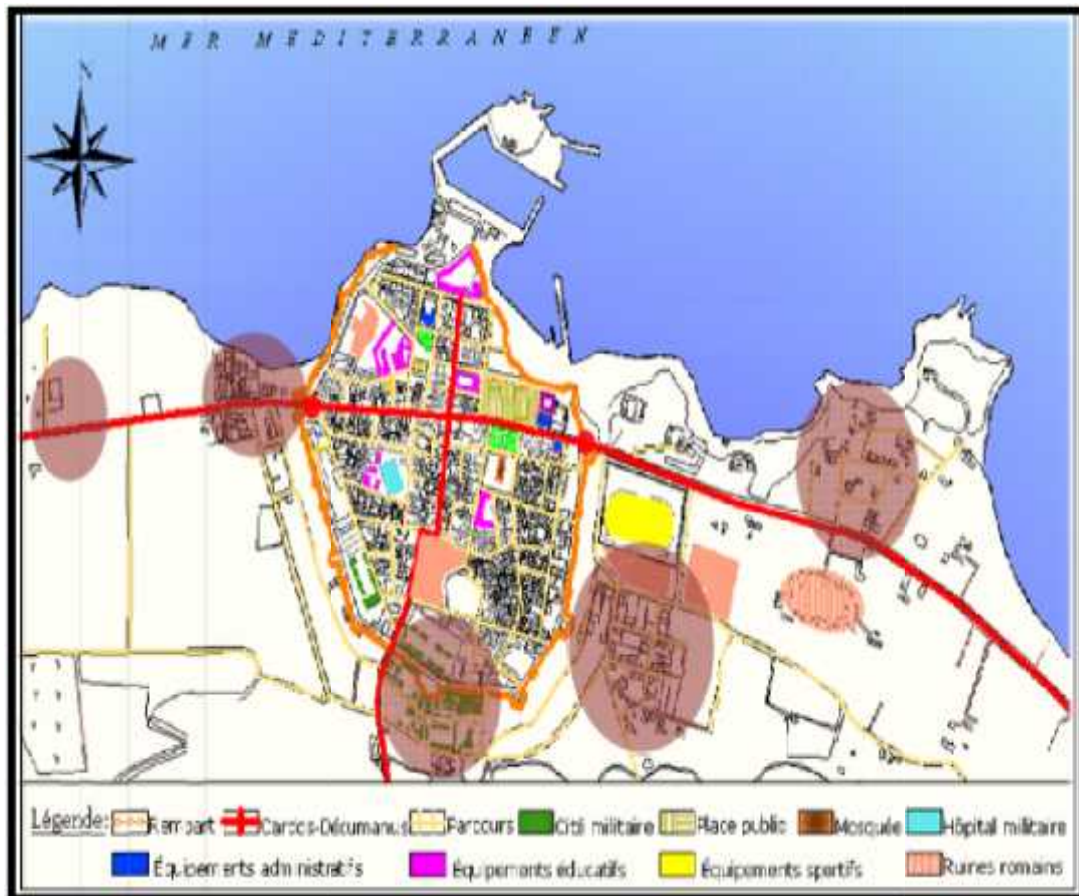 MER MEDITERRANEEN
N
Légende: Rempart Cardos-Décumanus Parcours Cité militaire Place public Mosquée Hôpital militaire
Équipements administratifs Équipements éducatifs Équipements sportifs Ruines romains